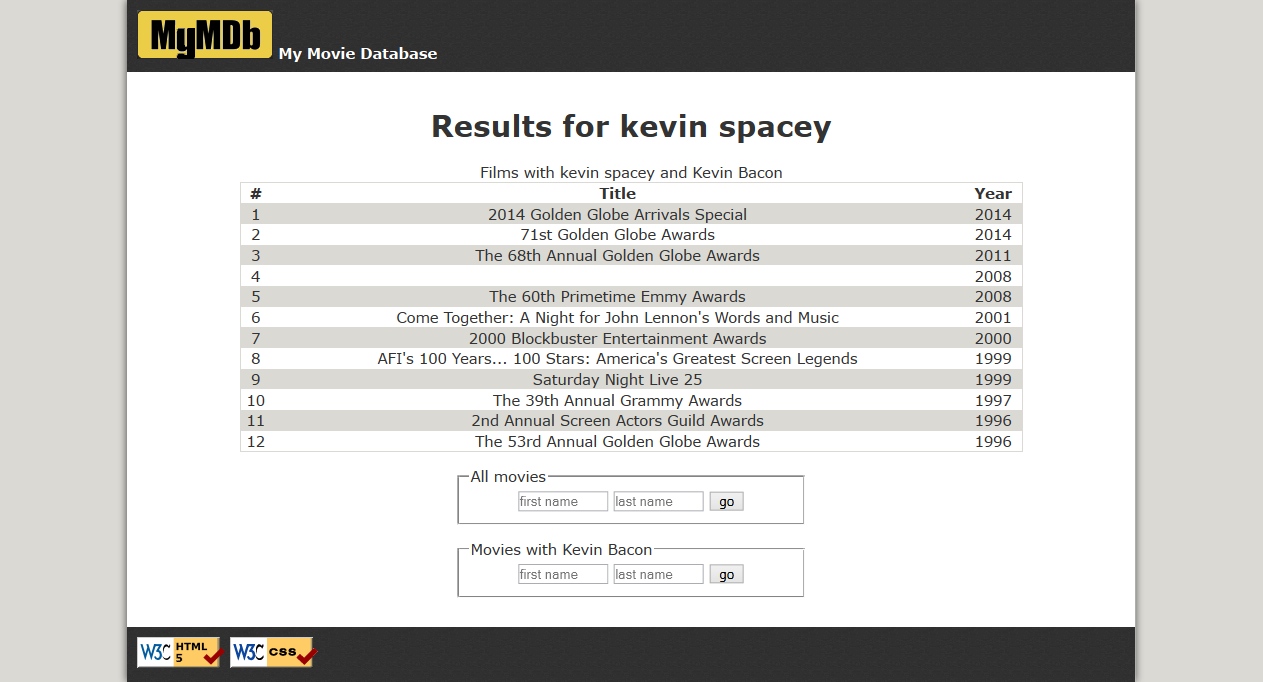 MyMDb My Movie Database
Results for kevin spacey
Films with kevin spacey and Kevin Bacon
# Title Year
1 2014 Golden Globe Arrivals Special 2014
2 71st Golden Globe Awards 2014
3 The 68th Annual Golden Globe Awards 2011
4 2008
5 The 60th Primetime Emmy Awards 2008
6 Come Together: A Night for John Lennon's Words and Music 2001
7 2000 Blockbuster Entertainment Awards 2000
8 AFI's 100 Years... 100 Stars: America's Greatest Screen Legends 1999
9 Saturday Night Live 25 1999
10 The 39th Annual Grammy Awards 1997
11 2nd Annual Screen Actors Guild Awards 1996
12 The 53rd Annual Golden Globe Awards 1996
All movies
first name last name go
Movies with Kevin Bacon
first name last name go
W3C HTML 5 W3C css